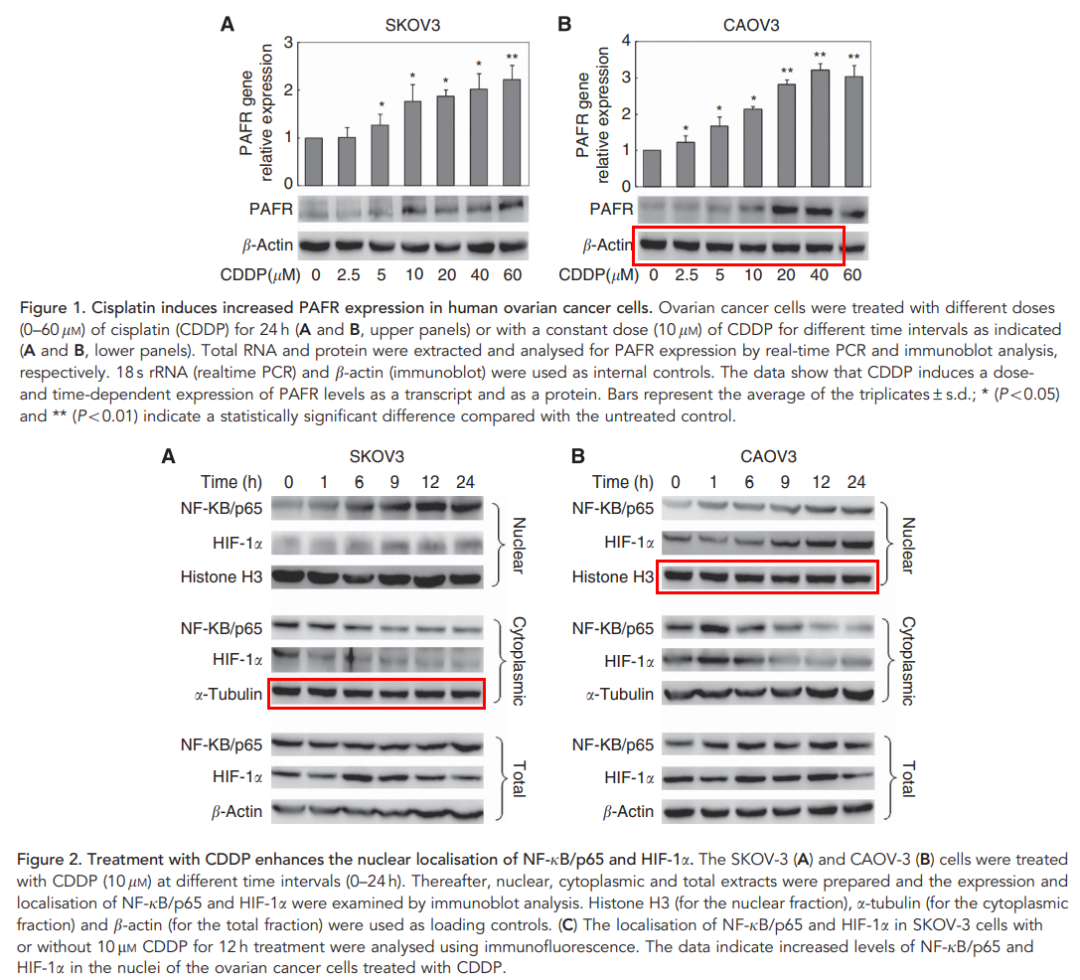 A SKOV3
B CAOV3
3
2
1
0
PAFR gene
relative expression
* * * * **
4
3
2
1
0
PAFR gene
relative expression
* * * ** ** **
PAFR
β-Actin
CDDP(μM) 0 2.5 5 10 20 40 60
PAFR
β-Actin
CDDP(μM) 0 2.5 5 10 20 40 60
Figure 1. Cisplatin induces increased PAFR expression in human ovarian cancer cells. Ovarian cancer cells were treated with different doses
(0–60 μM) of cisplatin (CDDP) for 24 h (A and B, upper panels) or with a constant dose (10 μM) of CDDP for different time intervals as indicated
(A and B, lower panels). Total RNA and protein were extracted and analysed for PAFR expression by real-time PCR and immunoblot analysis,
respectively. 18 s rRNA (realtime PCR) and β-actin (immunoblot) were used as internal controls. The data show that CDDP induces a dose-
and time-dependent expression of PAFR levels as a transcript and as a protein. Bars represent the average of the triplicates ± s.d.; * (P<0.05)
and ** (P<0.01) indicate a statistically significant difference compared with the untreated control.
A SKOV3
Time (h) 0 1 6 9 12 24
NF-KB/p65
HIF-1α
Histone H3
Nuclear
NF-KB/p65
HIF-1α
α-Tubulin
Cytoplasmic
NF-KB/p65
HIF-1α
β-Actin
Total
B CAOV3
Time (h) 0 1 6 9 12 24
NF-KB/p65
HIF-1α
Histone H3
Nuclear
NF-KB/p65
HIF-1α
α-Tubulin
Cytoplasmic
NF-KB/p65
HIF-1α
β-Actin
Total
Figure 2. Treatment with CDDP enhances the nuclear localisation of NF-κB/p65 and HIF-1α. The SKOV-3 (A) and CAOV-3 (B) cells were treated
with CDDP (10 μM) at different time intervals (0–24 h). Thereafter, nuclear, cytoplasmic and total extracts were prepared and the expression and
localisation of NF-κB/p65 and HIF-1α were examined by immunoblot analysis. Histone H3 (for the nuclear fraction), α-tubulin (for the cytoplasmic
fraction) and β-actin (for the total fraction) were used as loading controls. (C) The localisation of NF-κB/p65 and HIF-1α in SKOV-3 cells with
or without 10 μM CDDP for 12 h treatment were analysed using immunofluorescence. The data indicate increased levels of NF-κB/p65 and
HIF-1α in the nuclei of the ovarian cancer cells treated with CDDP.